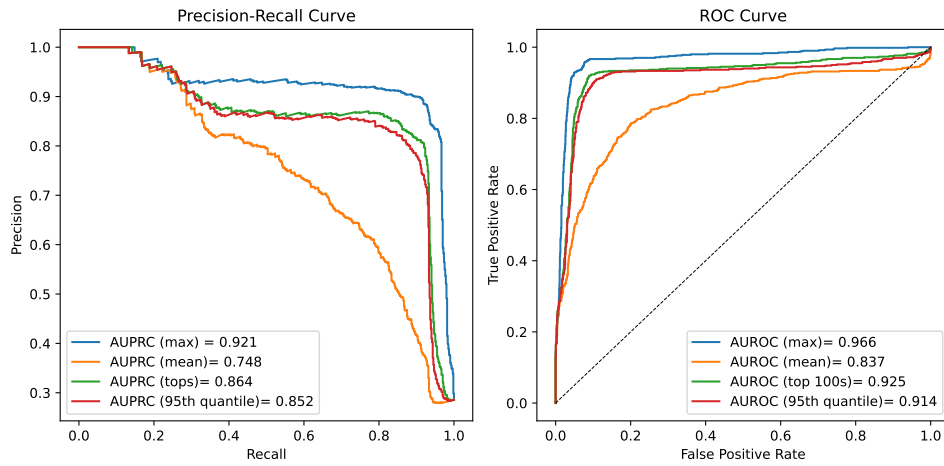 Precision-Recall Curve
1.0
0.9
0.8
0.7
0.6
0.5
0.4
0.3
Precision
0.0
0.2
0.4
0.6
0.8
1.0
Recall
AUPRC (max) = 0.921
AUPRC (mean)= 0.748
AUPRC (tops)= 0.864
AUPRC (95th quantile)= 0.852
ROC Curve
1.0
0.8
0.6
0.4
0.2
0.0
True Positive Rate
0.0
0.2
0.4
0.6
0.8
1.0
False Positive Rate
AUROC (max)= 0.966
AUROC (mean)= 0.837
AUROC (top 100s)= 0.925
AUROC (95th quantile)= 0.914